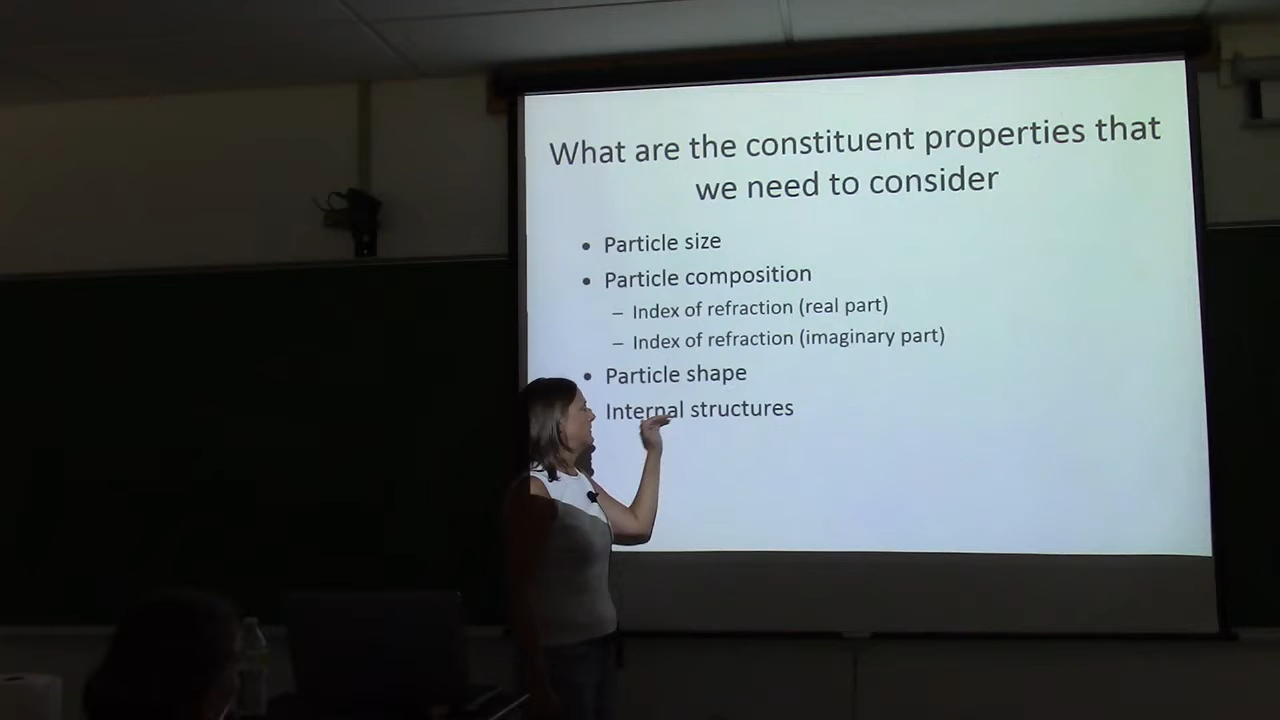 What are the constituent properties that
we need to consider
• Particle size
• Particle composition
– Index of refraction (real part)
– Index of refraction (imaginary part)
• Particle shape
Internal structures